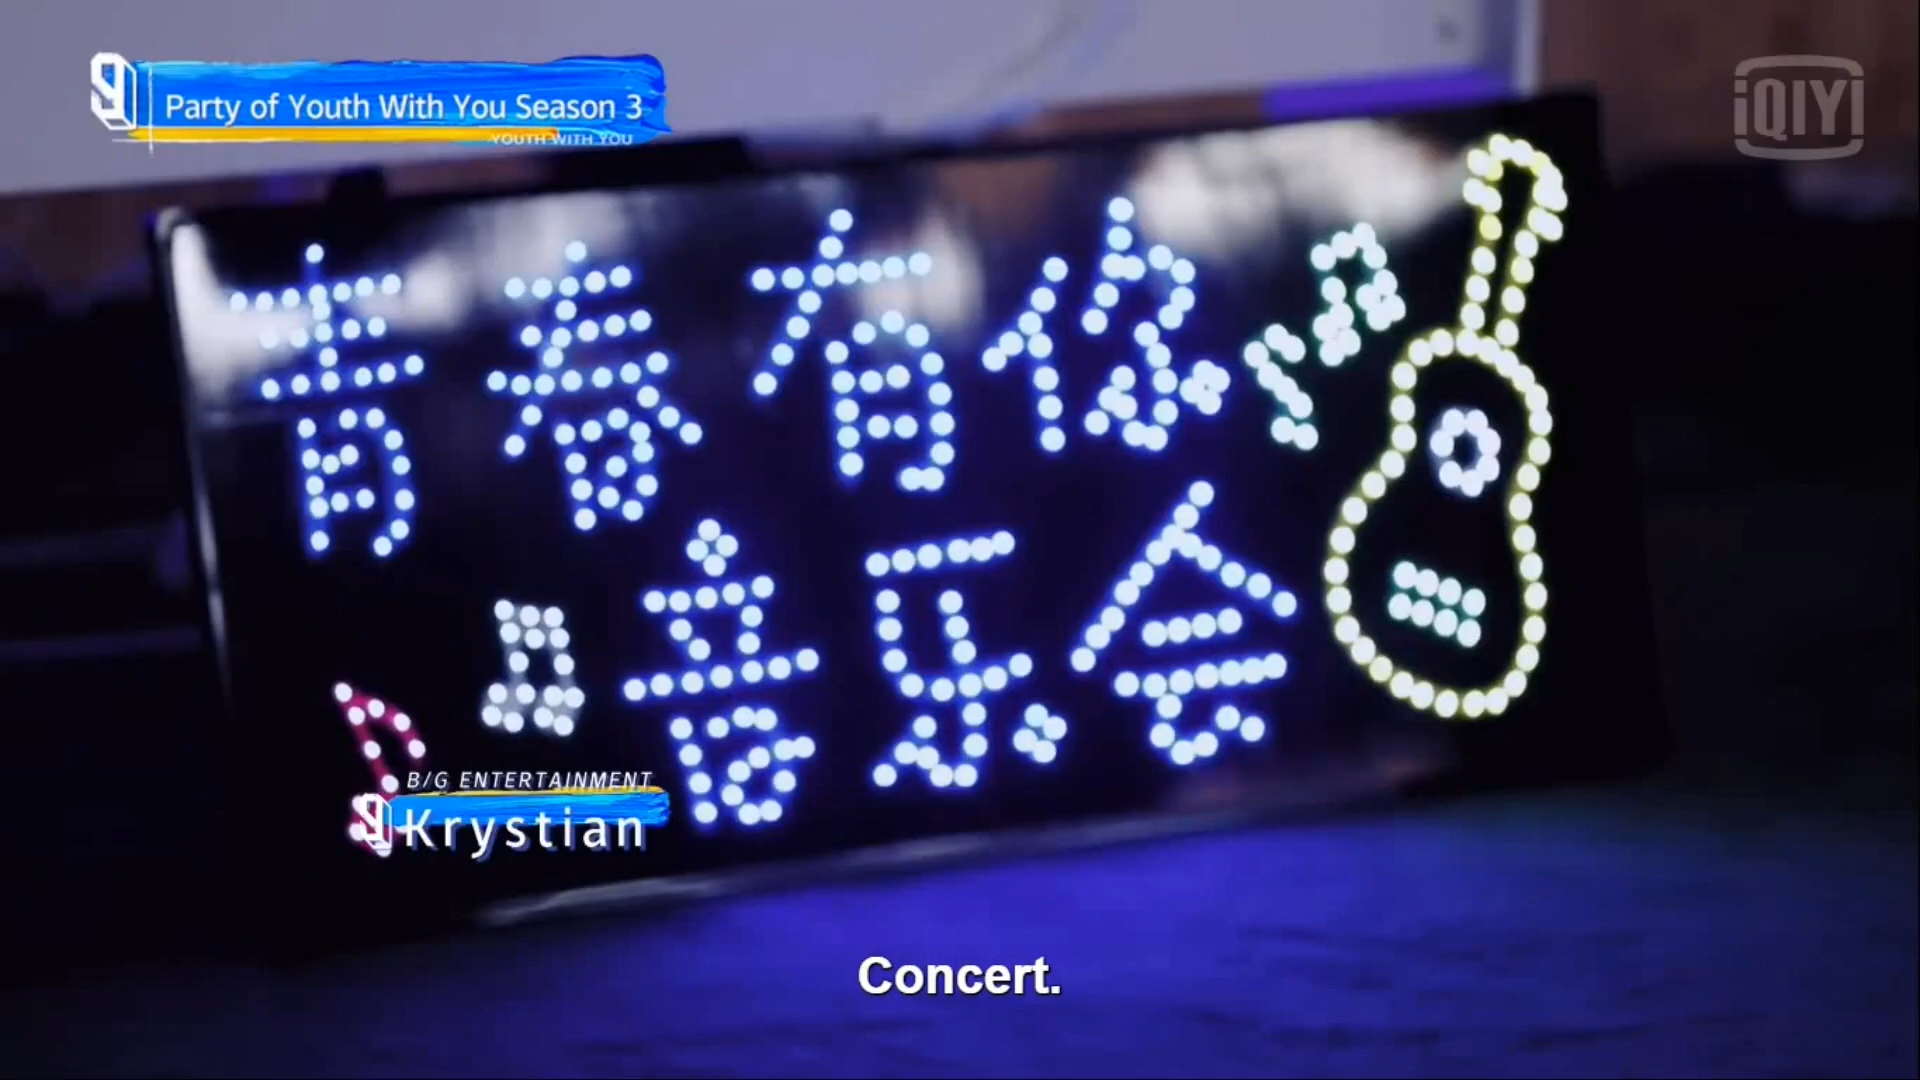 Party of Youth With You Season 3
YOUTH WITH YOU
iQIYI
青春有你
音乐会
B/G ENTERTAINMENT
Krystian
Concert.